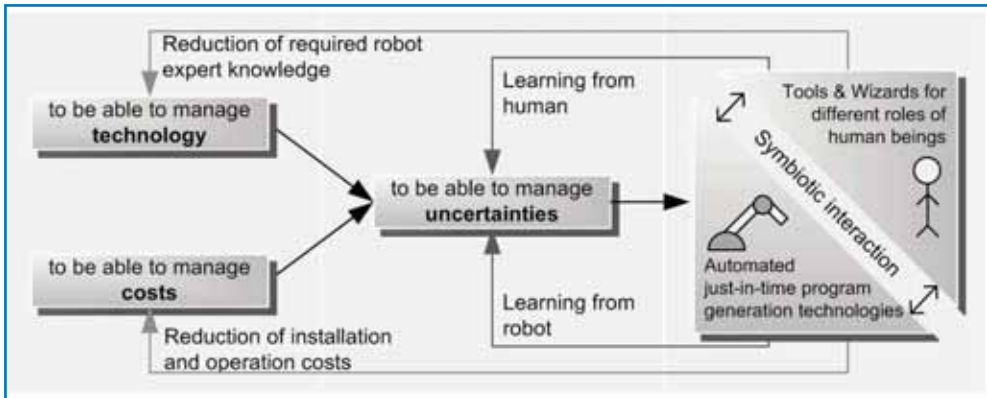 Reduction of required robot
expert knowledge
to be able to manage
technology
Learning from
human
Tools & Wizards for
different roles of
human beings
to be able to manage
uncertainties
Symbiotic interaction
to be able to manage
costs
Automated
just-in-time program
generation technologies
Learning from
robot
Reduction of installation
and operation costs